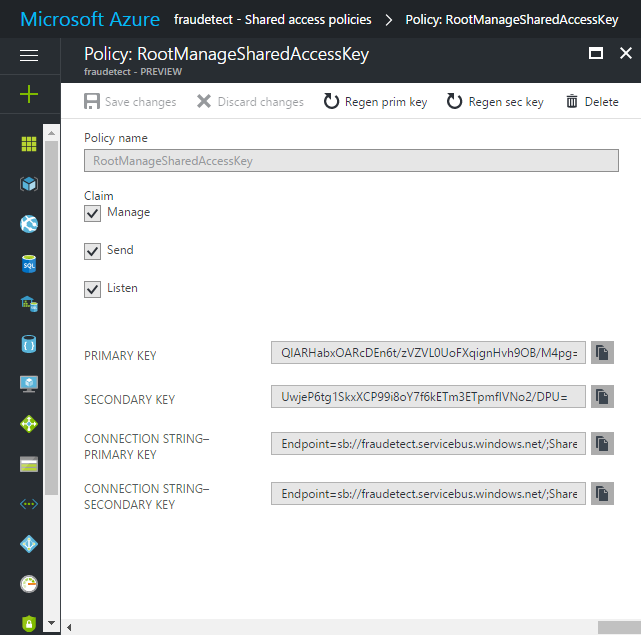 Microsoft Azure fraudetect - Shared access policies > Policy: RootManageSharedAccessKey
Policy: RootManageSharedAccessKey
fraudetect - PREVIEW
Save changes Discard changes Regen prim key Regen sec key Delete
Policy name
RootManageSharedAccessKey
Claim
Manage
Send
Listen
PRIMARY KEY QIARHabxOARcDEn6t/zVZVL0UoFXqignHvh9OB/M4pg=
SECONDARY KEY UwjeP6tg1SkxXCP99i8oY7f6kETm3ETpmfIVNo2/DPU=
CONNECTION STRING–
PRIMARY KEY
Endpoint=sb://fraudetect.servicebus.windows.net/;Share
CONNECTION STRING–
SECONDARY KEY
Endpoint=sb://fraudetect.servicebus.windows.net/;Share
SQL